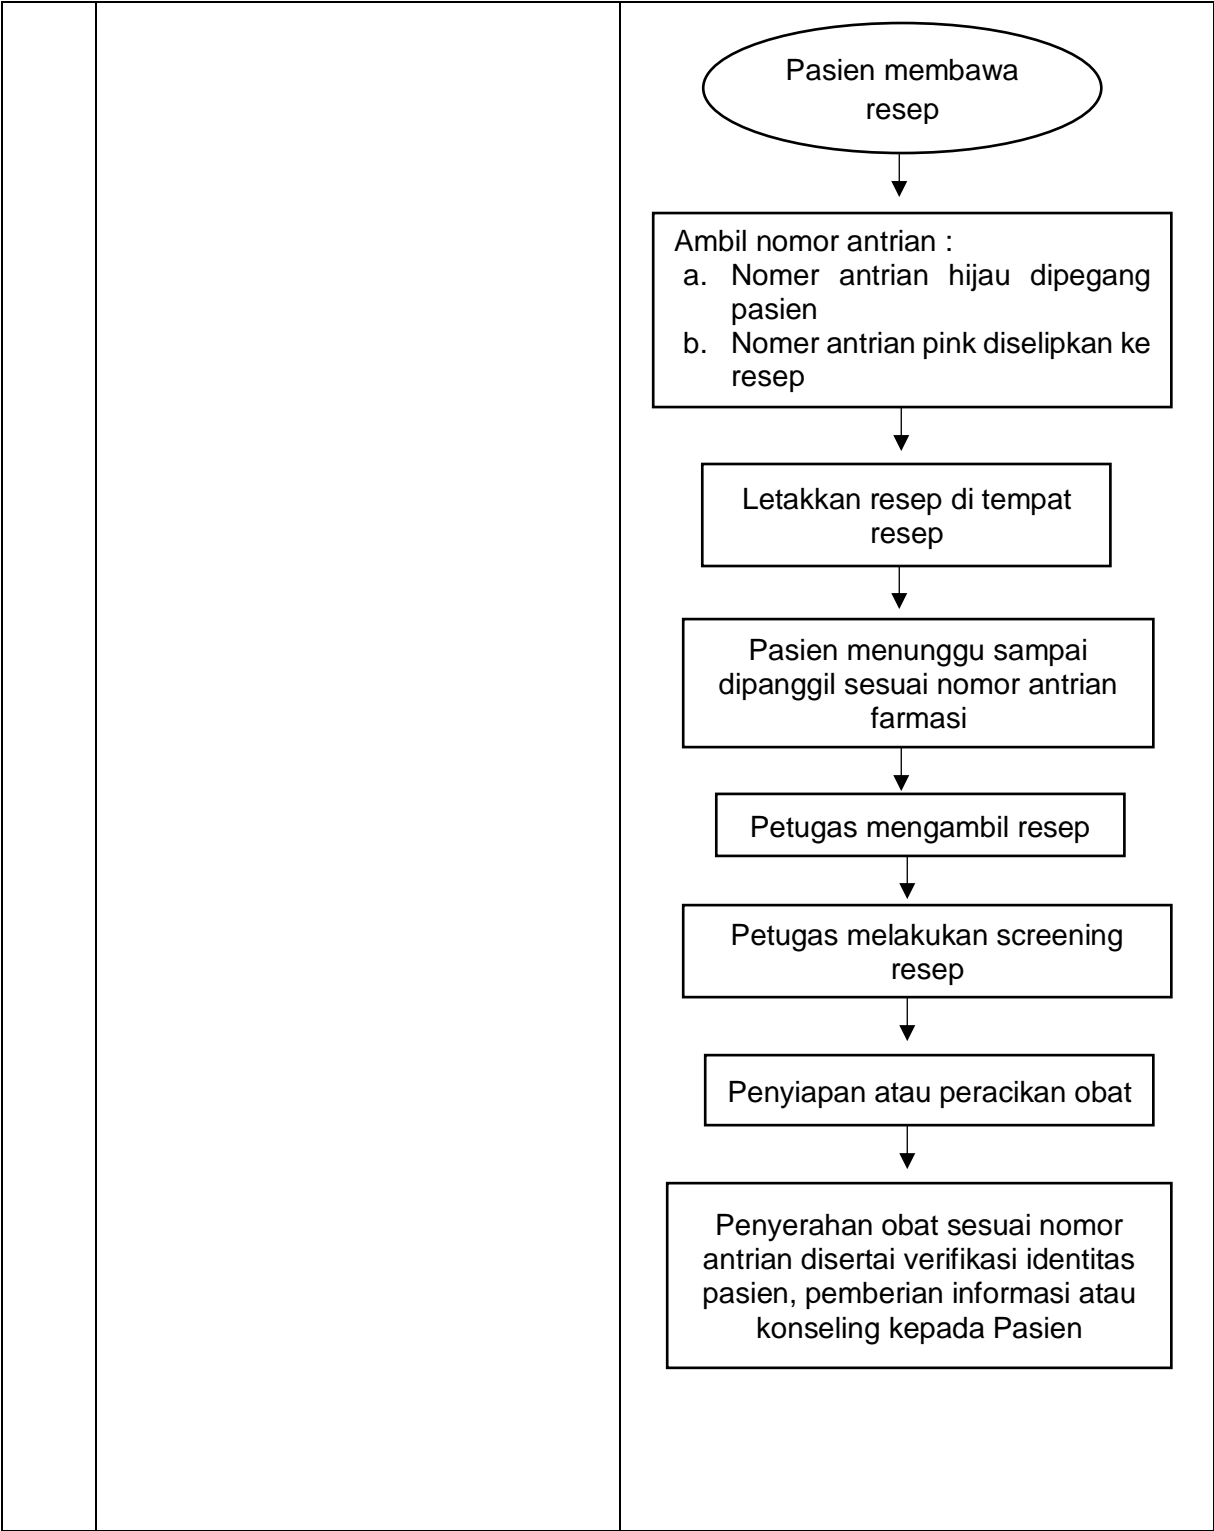 Pasien membawa
resep
Ambil nomor antrian :
a. Nomer antrian hijau dipegang
pasien
b. Nomer antrian pink diselipkan ke
resep
Letakkan resep di tempat
resep
Pasien menunggu sampai
dipanggil sesuai nomor antrian
farmasi
Petugas mengambil resep
Petugas melakukan screening
resep
Penyiapan atau peracikan obat
Penyerahan obat sesuai nomor
antrian disertai verifikasi identitas
pasien, pemberian informasi atau
konseling kepada Pasien